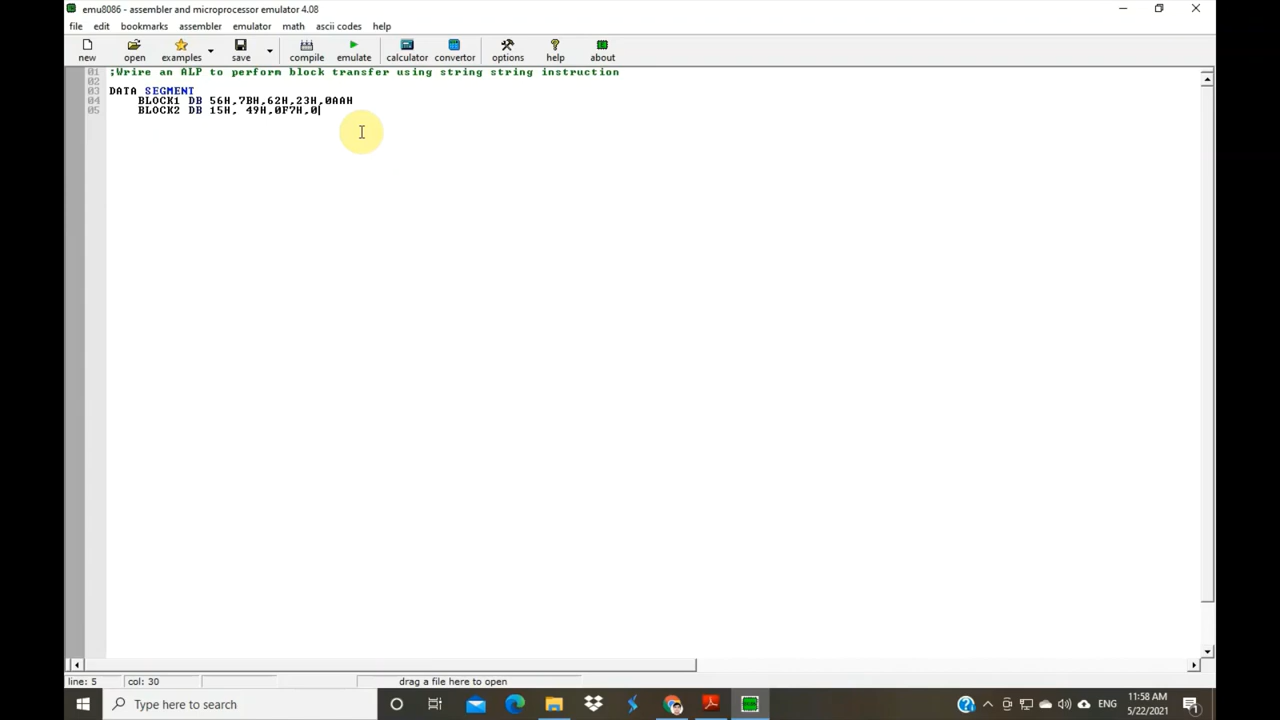 emu8086 - assembler and microprocessor emulator 4.08
file edit bookmarks assembler emulator math ascii codes help
new open examples save compile emulate calculator convertor options help about
01 ;Wrire an ALP to perform block transfer using string string instruction
02
03 DATA SEGMENT
04 BLOCK1 DB 56H,7BH,62H,23H,0AAH
05 BLOCK2 DB 15H, 49H,0F7H,0
line: 5 col: 30 drag a file here to open
Type here to search
ENG
11:58 AM
5/22/2021
1